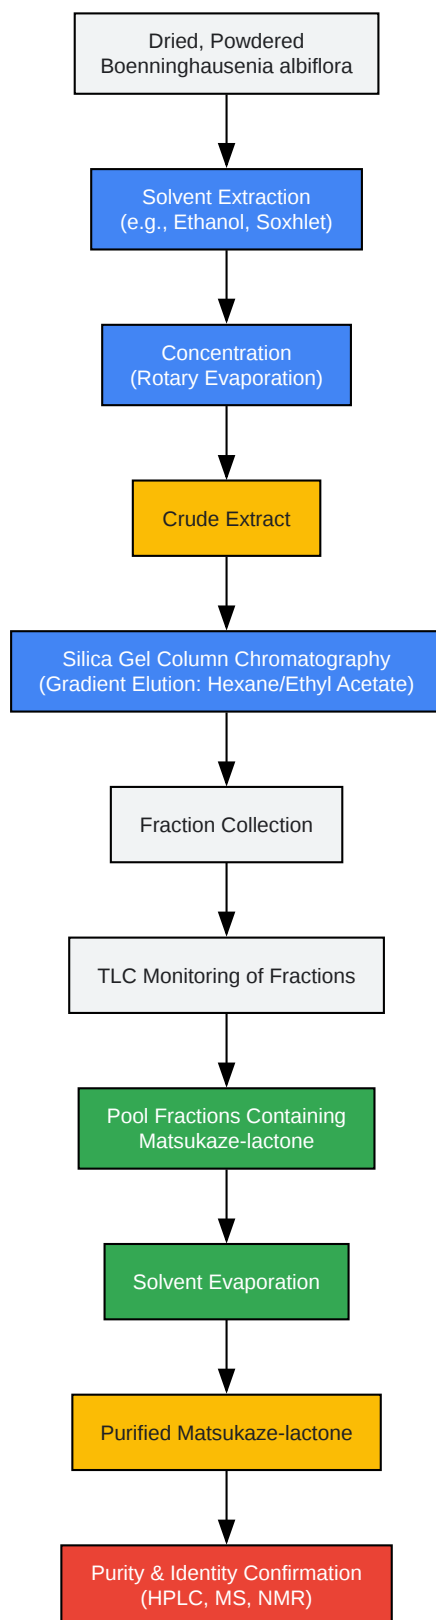 Dried, Powdered
Boenninghausenia albiflora
Solvent Extraction
(e.g., Ethanol, Soxhlet)
Concentration
(Rotary Evaporation)
Crude Extract
Silica Gel Column Chromatography
(Gradient Elution: Hexane/Ethyl Acetate)
Fraction Collection
TLC Monitoring of Fractions
Pool Fractions Containing
Matsukaze-lactone
Solvent Evaporation
Purified Matsukaze-lactone
Purity & Identity Confirmation
(HPLC, MS, NMR)